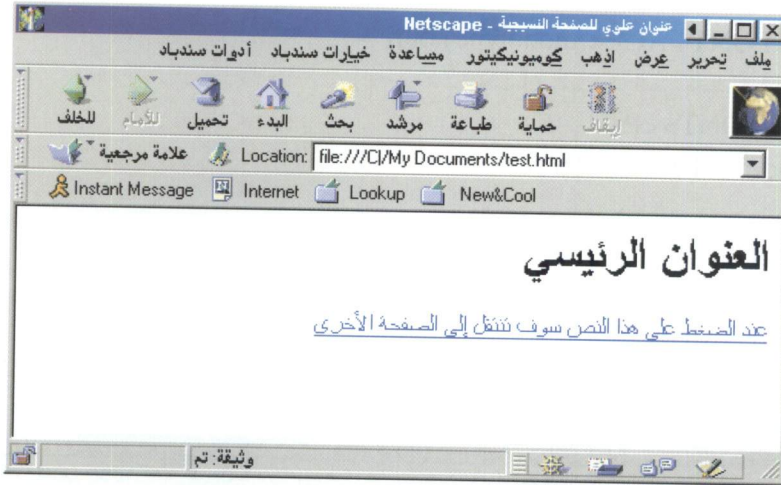 عنوان علوي للصفحة النسيجية - Netscape
ملف تحرير عرض اذهب كوميونيكيتور مساعدة خيارات سندباد أدوات سندباد
للخلف للأمام تحميل البدء بحث مرشد طباعة حماية إيقاف
علامة مرجعية Location: file:///C|/My Documents/test.html
Instant Message Internet Lookup New&Cool
العنوان الرئيسي
عند الضغط على هذا النص سوف تنتقل إلى الصفحة الأخرى
وثيقة: تم